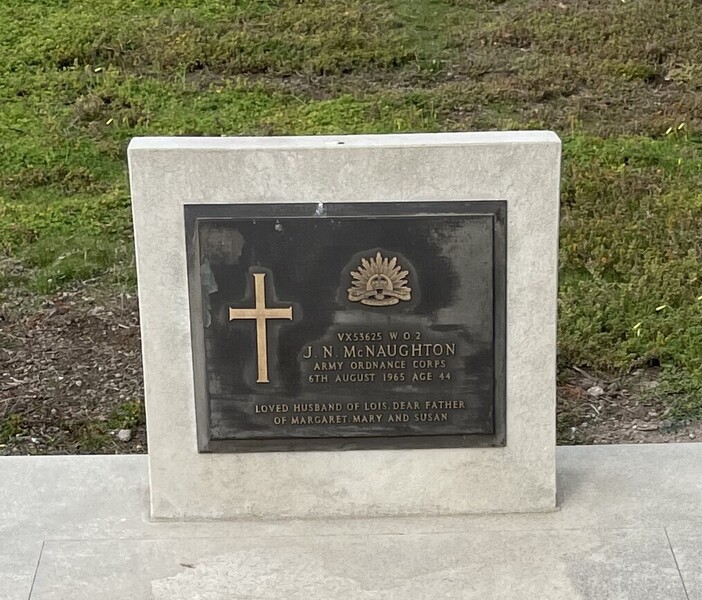 VX53625 W.O.2
J. N. McNAUGHTON
ARMY ORDNANCE CORPS
6TH AUGUST 1965 AGE 44
LOVED HUSBAND OF LOIS. DEAR FATHER
OF MARGARET. MARY AND SUSAN